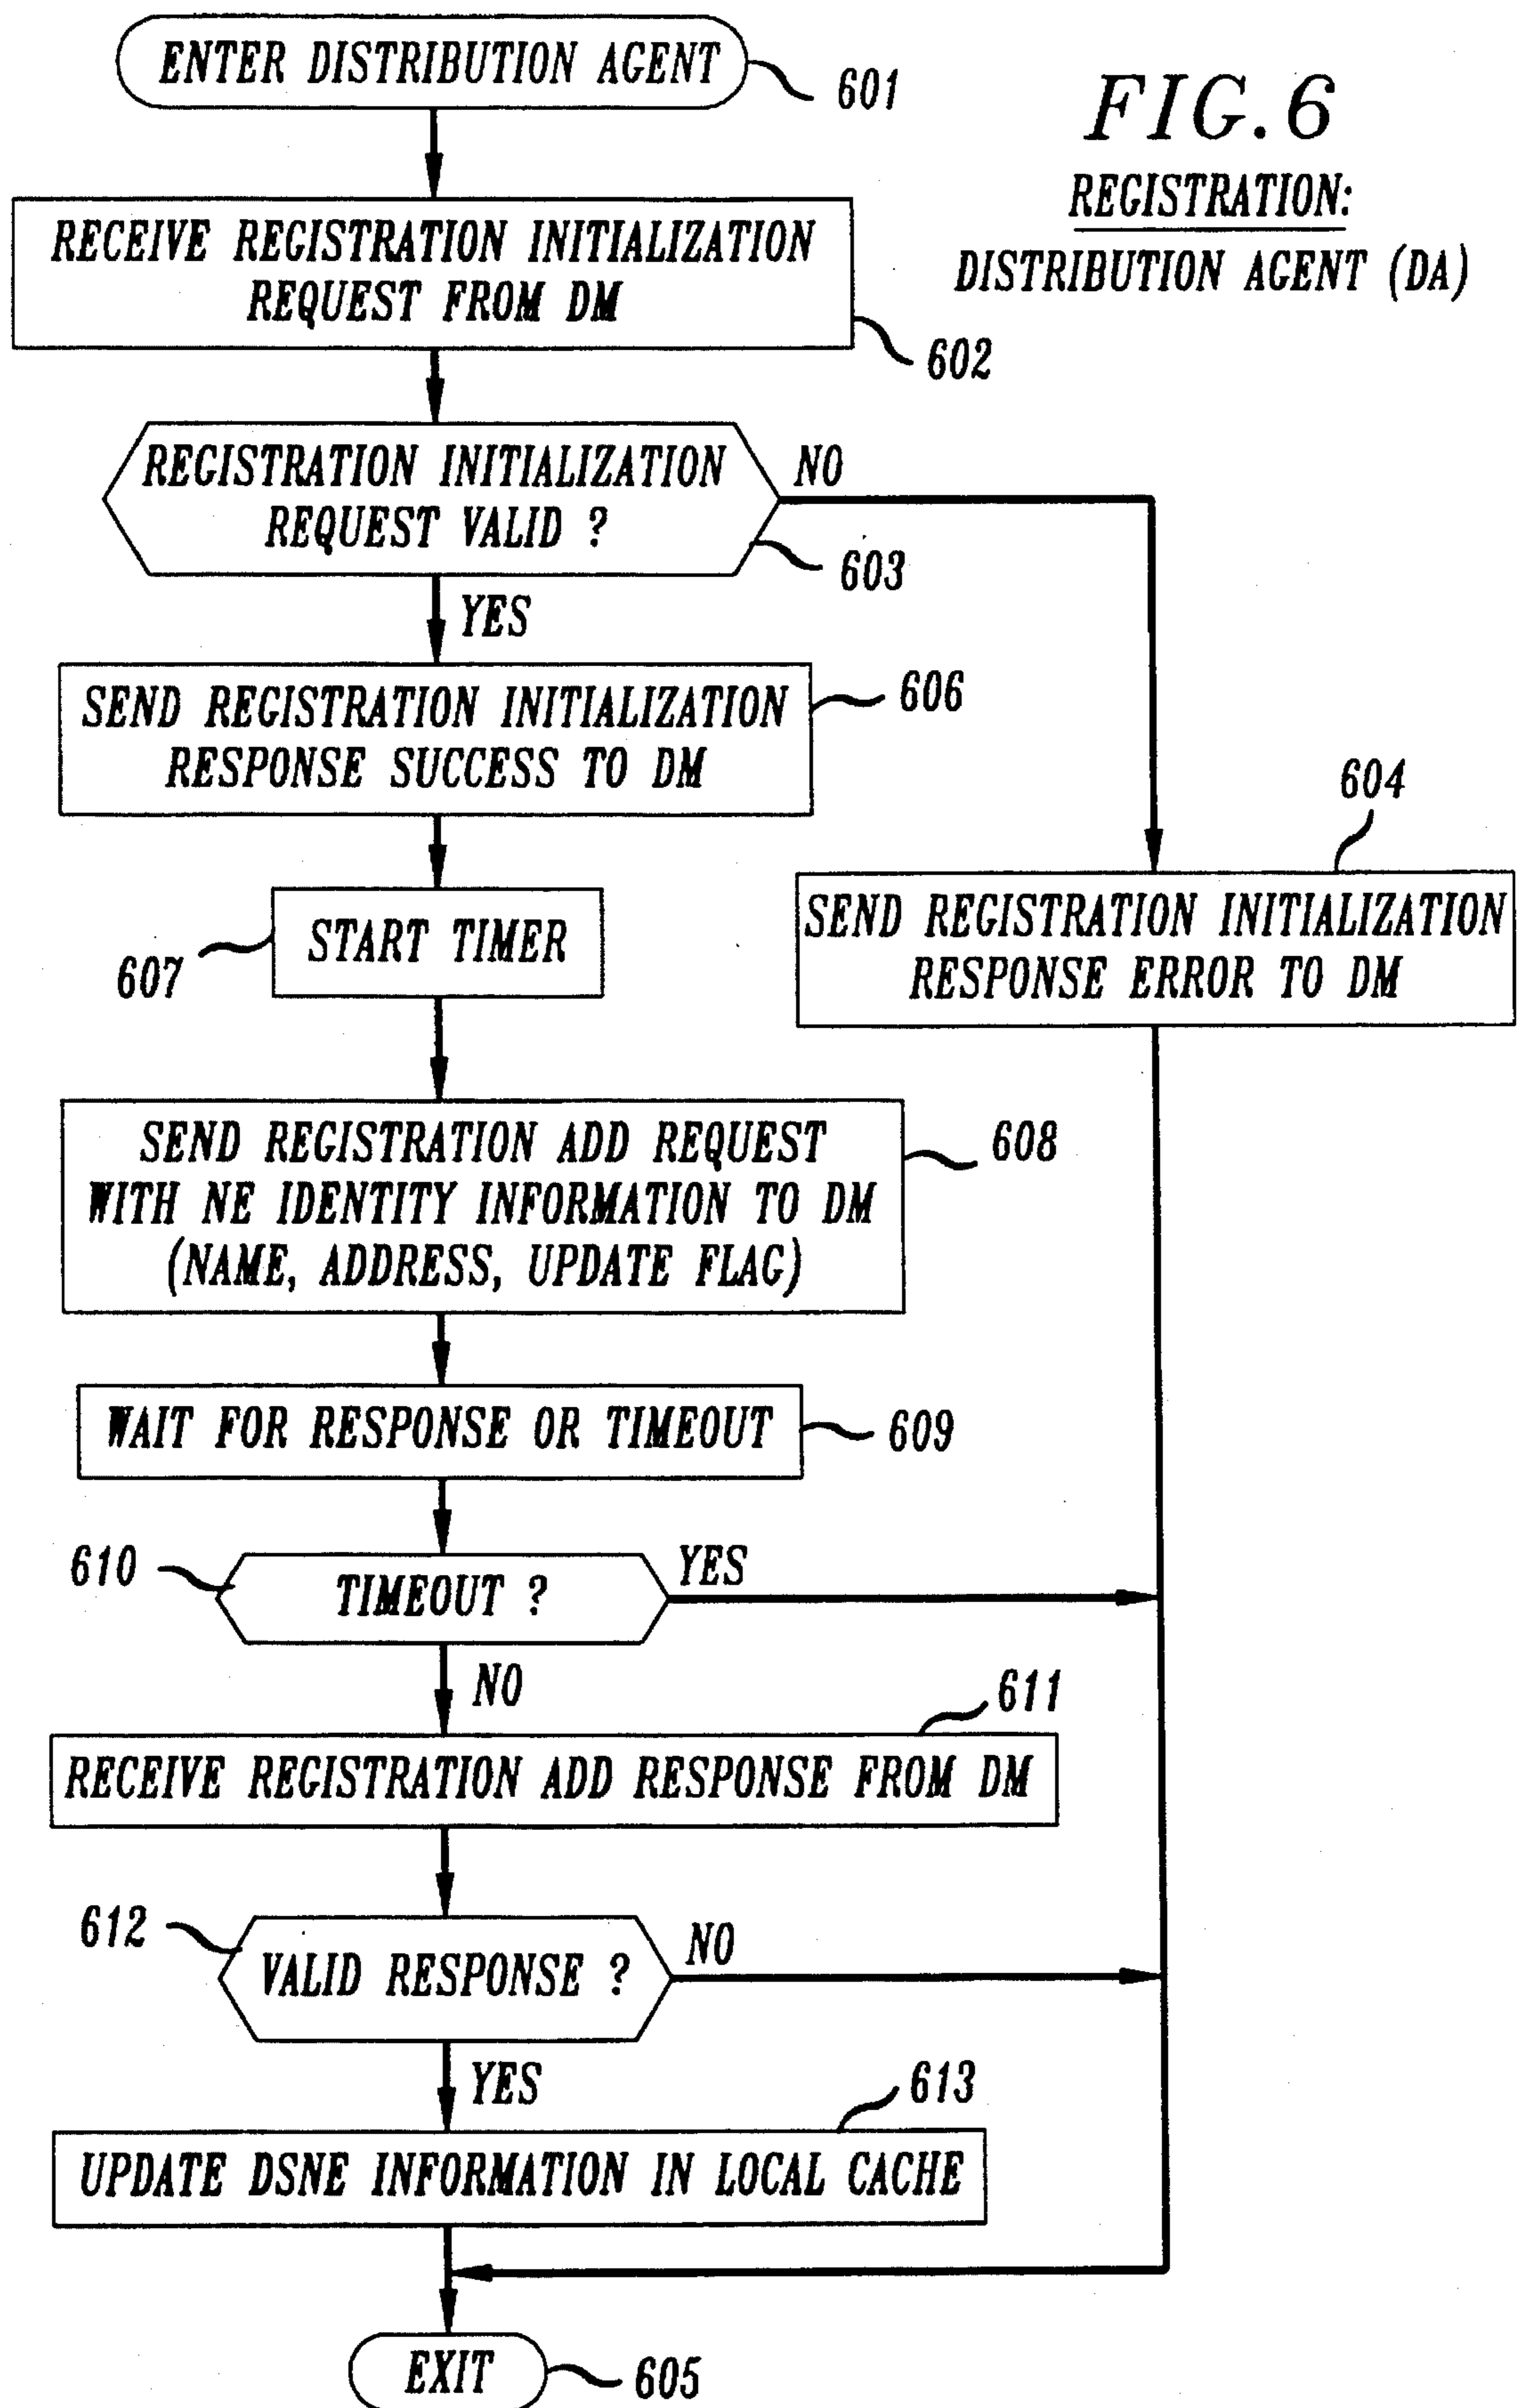 ENTER DISTRIBUTION AGENT
601
FIG.6
REGISTRATION:
DISTRIBUTION AGENT (DA)
RECEIVE REGISTRATION INITIALIZATION
REQUEST FROM DM
602
REGISTRATION INITIALIZATION
REQUEST VALID ?
NO
603
YES
SEND REGISTRATION INITIALIZATION
RESPONSE SUCCESS TO DM
606
604
START TIMER
607
SEND REGISTRATION INITIALIZATION
RESPONSE ERROR TO DM
SEND REGISTRATION ADD REQUEST
WITH NE IDENTITY INFORMATION TO DM
(NAME, ADDRESS, UPDATE FLAG)
608
WAIT FOR RESPONSE OR TIMEOUT
609
610
TIMEOUT ?
YES
NO
611
RECEIVE REGISTRATION ADD RESPONSE FROM DM
612
VALID RESPONSE ?
NO
YES
613
UPDATE DSNE INFORMATION IN LOCAL CACHE
EXIT
605